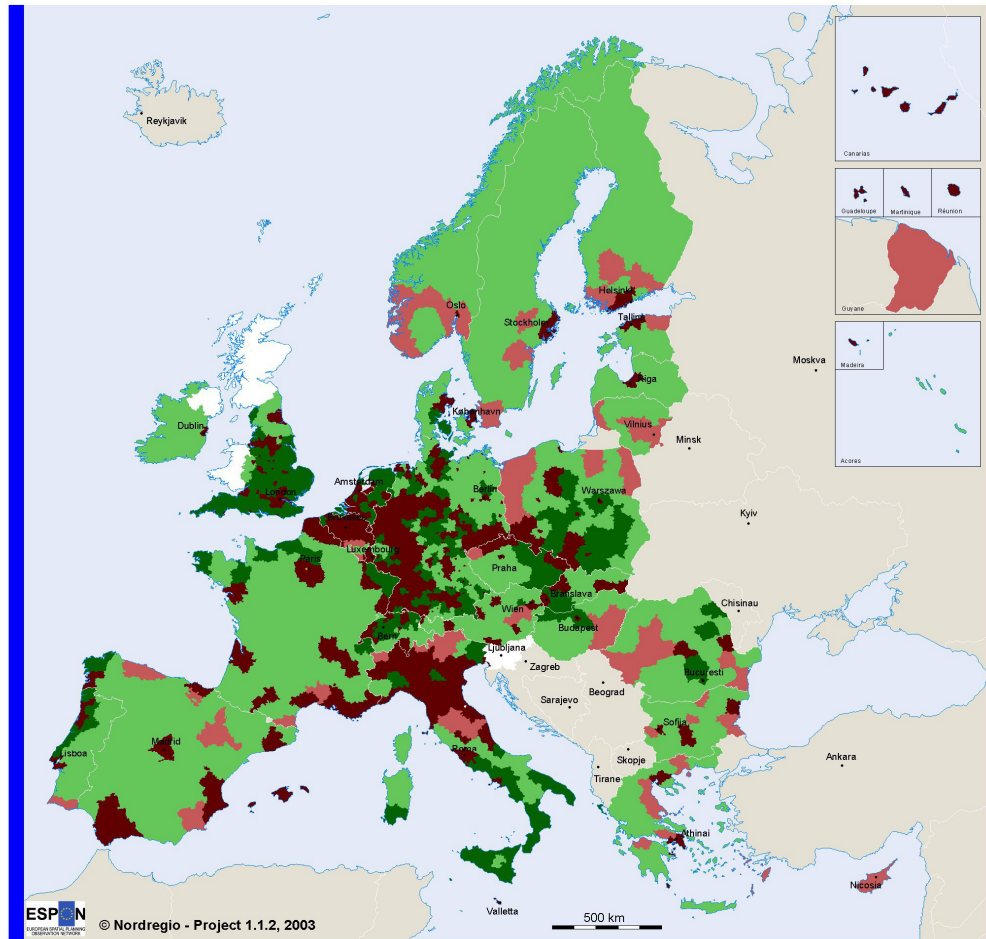 Canarias
Reykjavik
Guadeloupe
Martinique
Réunion
Guyane
Oslo
Helsinki
Stockholm
Tallinn
Madeira
Moskva
Riga
København
Dublin
Vilnius
Minsk
Acores
Amsterdam
Berlin
Warszawa
London
Kyiv
Luxembourg
Paris
Praha
Bratislava
Chisinau
Wien
Budapest
Bern
Ljubljana
Zagreb
Bucuresti
Beograd
Sarajevo
Sofija
Madrid
Lisboa
Roma
Skopje
Ankara
Tirane
Athinai
Nicosia
Valletta
500 km
ESPON
EUROPEAN SPATIAL PLANNING
OBSERVATION NETWORK
© Nordregio - Project 1.1.2, 2003